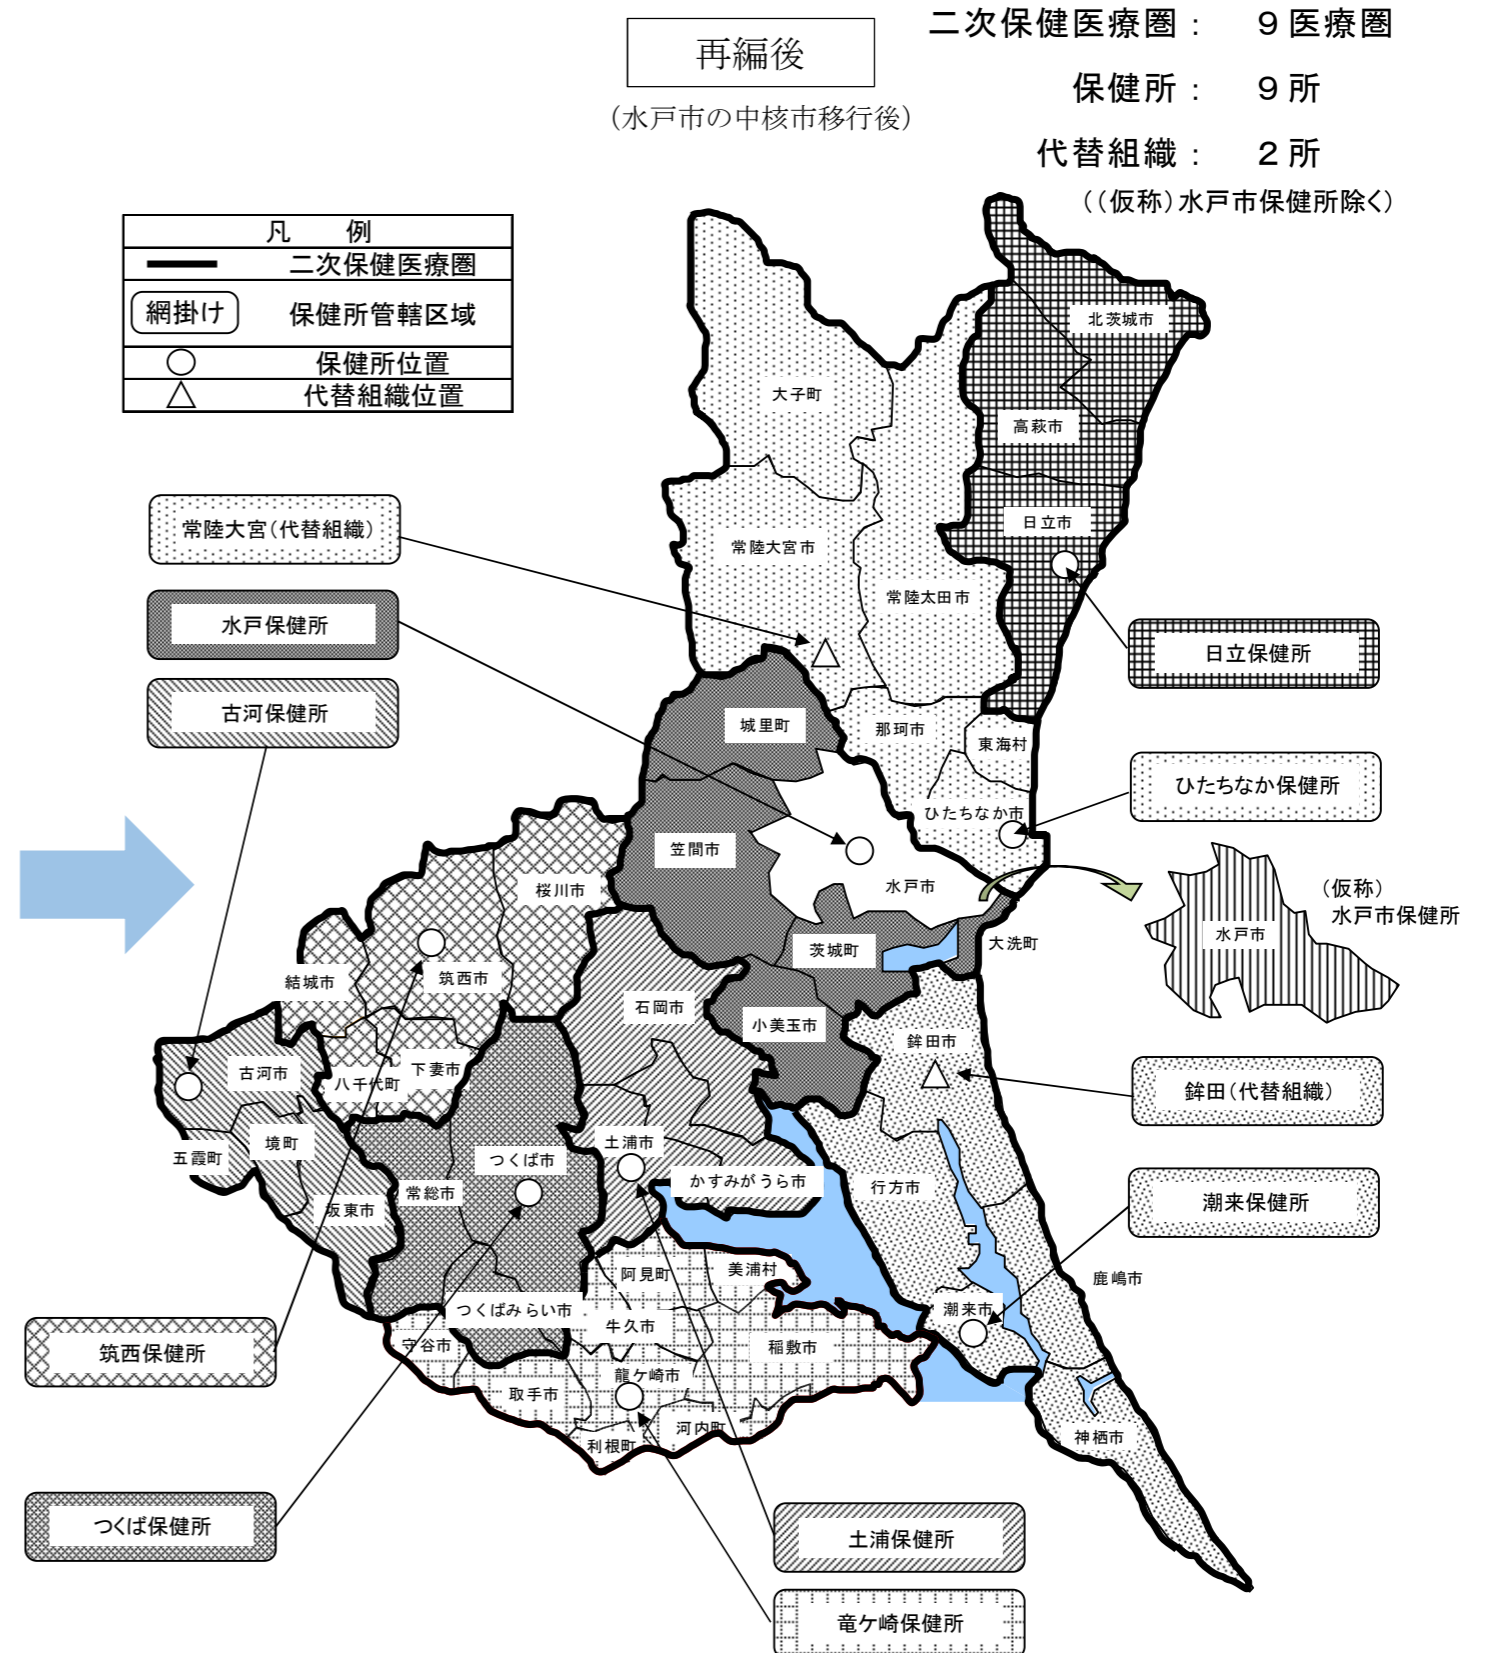 再編後
(水戸市の中核市移行後)
二次保健医療圏： 9医療圏
保健所： 9所
代替組織： 2所
((仮称)水戸市保健所除く)
凡 例
二次保健医療圏
網掛け 保健所管轄区域
保健所位置
代替組織位置
北茨城市
大子町
高萩市
日立市
常陸大宮(代替組織)
常陸大宮市
常陸太田市
水戸保健所
日立保健所
古河保健所
城里町
那珂市
東海村
ひたちなか保健所
ひたちなか市
笠間市
桜川市
水戸市
(仮称)
水戸市保健所
水戸市
茨城町
大洗町
結城市
筑西市
石岡市
小美玉市
鉾田市
古河市
八千代町
下妻市
鉾田(代替組織)
五霞町
境町
土浦市
つくば市
かすみがうら市
行方市
常総市
坂東市
潮来保健所
阿見町
美浦村
鹿嶋市
つくばみらい市
潮来市
牛久市
守谷市
稲敷市
筑西保健所
龍ケ崎市
取手市
河内町
利根町
神栖市
つくば保健所
土浦保健所
竜ケ崎保健所